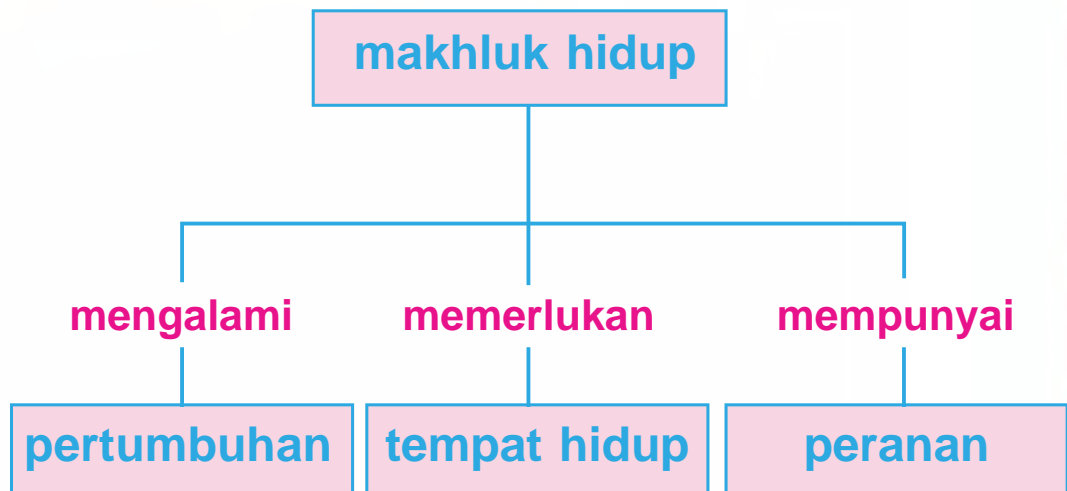 makhluk hidup
mengalami memerlukan mempunyai
pertumbuhan tempat hidup peranan